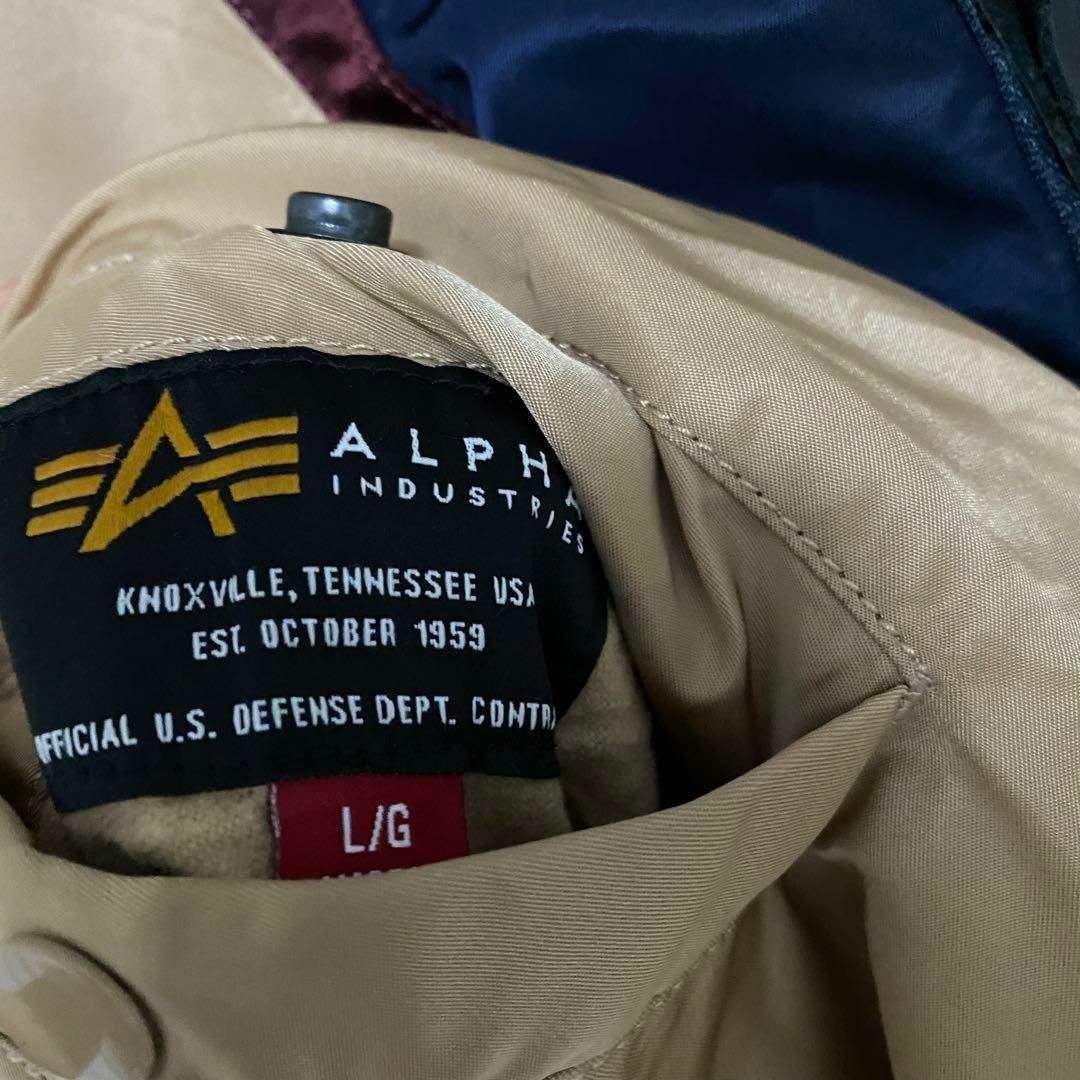 ALPHA
INDUSTRIES
KNOXVILLE, TENNESSEE USA
EST. OCTOBER 1959
OFFICIAL U.S. DEFENSE DEPT. CONTRA
L/G